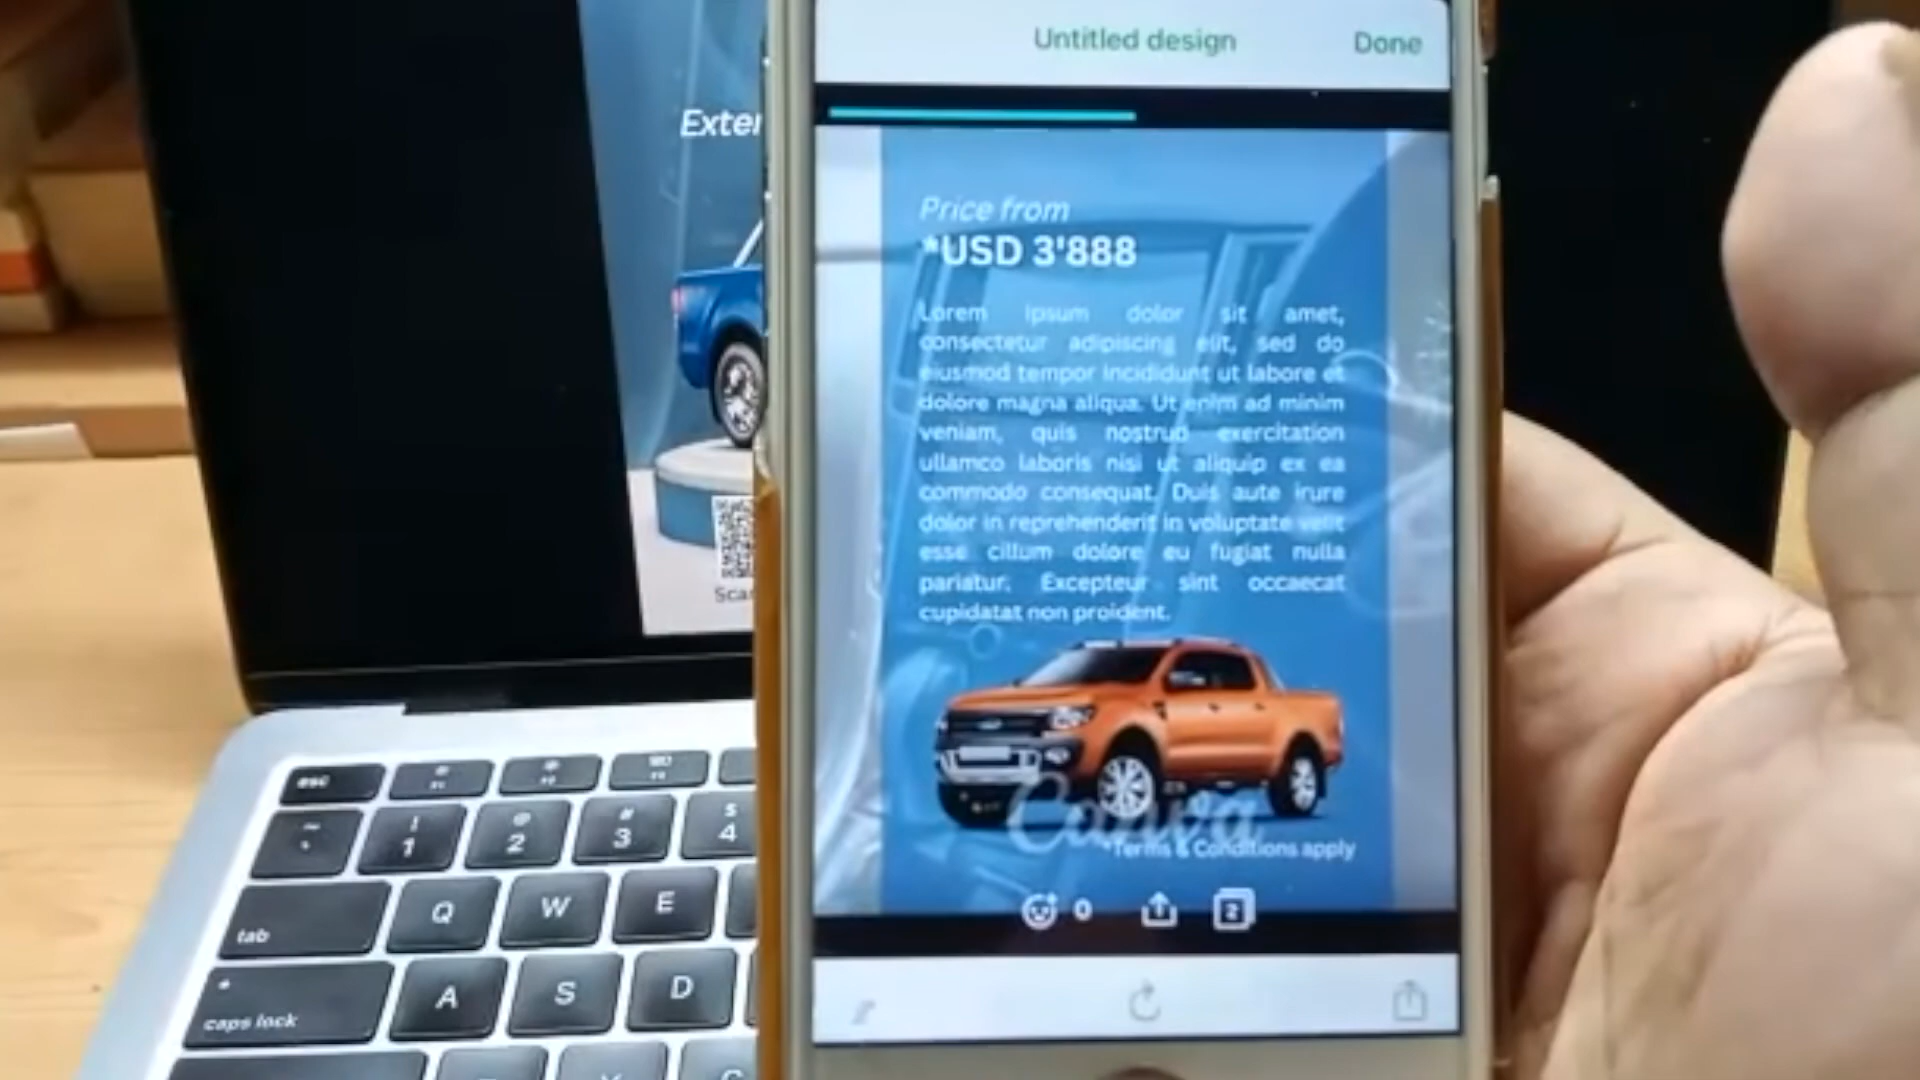 Untitled design
Done
Exter
Price from
*USD 3'888
Lorem ipsum dolor sit amet,
consectetur adipiscing elit, sed do
eiusmod tempor incididunt ut labore et
dolore magna aliqua. Ut enim ad minim
veniam, quis nostrud exercitation
ullamco laboris nisi ut aliquip ex ea
commodo consequat. Duis aute irure
dolor in reprehenderit in voluptate velit
esse cillum dolore eu fugiat nulla
pariatur. Excepteur sint occaecat
cupidatat non proident.
Canva
*Terms & Conditions apply
0
2
Scan
esc
! @ # $
1 2 3 4
Q W E
tab
A S D
caps lock